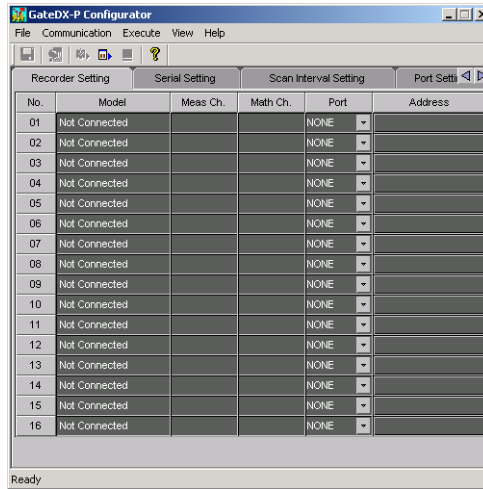 GateDX-P Configurator
File Communication Execute View Help
Recorder Setting Serial Setting Scan Interval Setting Port Setti
No. Model Meas Ch. Math Ch. Port Address
01 Not Connected NONE
02 Not Connected NONE
03 Not Connected NONE
04 Not Connected NONE
05 Not Connected NONE
06 Not Connected NONE
07 Not Connected NONE
08 Not Connected NONE
09 Not Connected NONE
10 Not Connected NONE
11 Not Connected NONE
12 Not Connected NONE
13 Not Connected NONE
14 Not Connected NONE
15 Not Connected NONE
16 Not Connected NONE
Ready